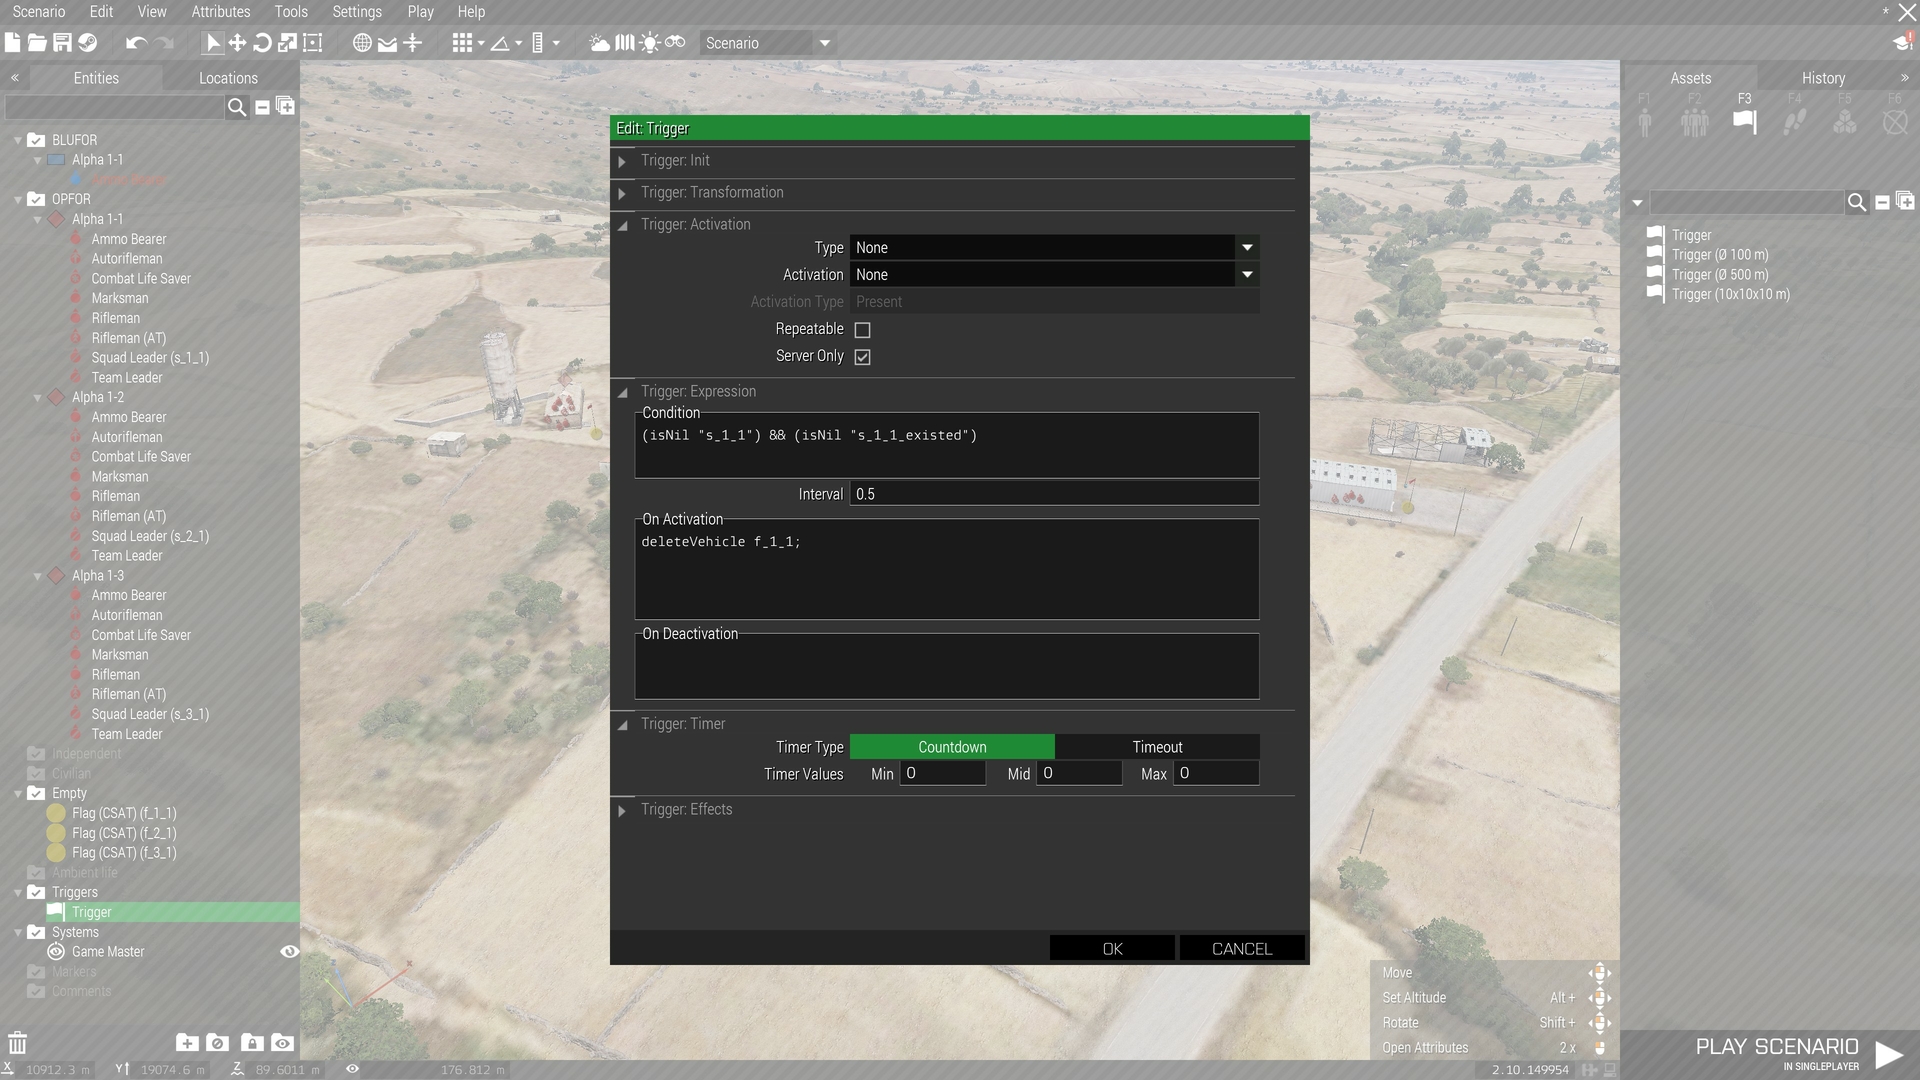 Scenario Edit View Attributes Tools Settings Play Help
*
Scenario
Entities Locations
BLUFOR
Alpha 1-1
OPFOR
Alpha 1-1
Ammo Bearer
Autorifleman
Combat Life Saver
Marksman
Rifleman
Rifleman (AT)
Squad Leader (s_1_1)
Team Leader
Alpha 1-2
Ammo Bearer
Autorifleman
Combat Life Saver
Marksman
Rifleman
Rifleman (AT)
Squad Leader (s_2_1)
Team Leader
Alpha 1-3
Ammo Bearer
Autorifleman
Combat Life Saver
Marksman
Rifleman
Rifleman (AT)
Squad Leader (s_3_1)
Team Leader
Independent
Civilian
Empty
Flag (CSAT) (f_1_1)
Flag (CSAT) (f_2_1)
Flag (CSAT) (f_3_1)
Ambient life
Triggers
Trigger
Systems
Game Master
Markers
Comments
X 10912.3 m Y 19074.6 m Z 89.6011 m 176.812 m
Edit: Trigger
Trigger: Init
Trigger: Transformation
Trigger: Activation
Type None
Activation None
Activation Type Present
Repeatable
Server Only
Trigger: Expression
Condition
(isNil "s_1_1") && (isNil "s_1_1_existed")
Interval 0.5
On Activation
deleteVehicle f_1_1;
On Deactivation
Trigger: Timer
Timer Type Countdown Timeout
Timer Values Min 0 Mid 0 Max 0
Trigger: Effects
OK CANCEL
Move
Set Altitude Alt +
Rotate Shift +
Open Attributes 2 x
2.10.149954
Assets History
F1 F2 F3 F4 F5 F6
Trigger
Trigger (Ø 100 m)
Trigger (Ø 500 m)
Trigger (10x10x10 m)
PLAY SCENARIO
IN SINGLEPLAYER